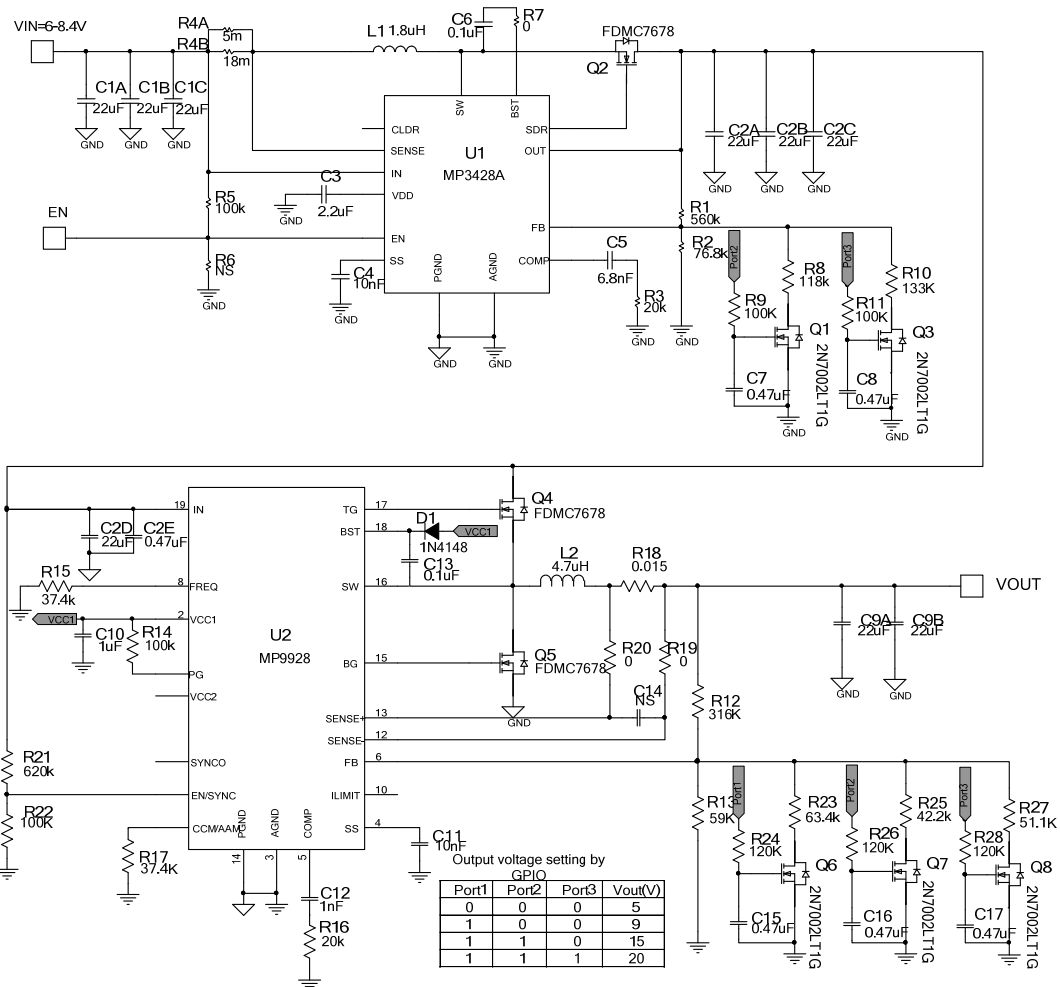 VIN=6-8.4V
R4A
5m
R4B
18m
L1 1.8uH
C6
0.1uF
R7
0
FDMC7678
Q2
C1A
22uF
C1B
22uF
C1C
22uF
GND
GND
GND
SW
BST
CLDR
SENSE
IN
VDD
EN
SS
U1
MP3428A
SDR
OUT
FB
COMP
PGND
AGND
C2A
22uF
C2B
22uF
C2C
22uF
GND
GND
GND
C3
2.2uF
GND
R5
100k
EN
R6
NS
GND
C4
10nF
GND
GND
GND
C5
6.8nF
R3
20k
GND
R1
560k
R2
76.8k
GND
Port2
R9
100K
R8
118k
Q1
2N7002LT1G
C7
0.47uF
GND
Port3
R11
100K
R10
133K
Q3
2N7002LT1G
C8
0.47uF
GND
19
IN
C2D
22uF
C2E
0.47uF
R15
37.4k
8
FREQ
VCC1
2
VCC1
C10
1uF
R14
100k
PG
VCC2
SYNCO
EN/SYNC
CCM/AAM
U2
MP9928
TG
17
BST
18
SW
16
BG
15
SENSE+
13
SENSE-
12
FB
6
ILIMIT
10
SS
4
PGND
AGND
COMP
14
3
5
D1
1N4148
VCC1
C13
0.1uF
Q4
FDMC7678
Q5
FDMC7678
GND
L2
4.7uH
R18
0.015
R20
0
R19
0
C14
NS
VOUT
C9A
22uF
C9B
22uF
GND
GND
R12
316K
R13
59K
R21
620k
R22
100K
R17
37.4K
C12
1nF
R16
20k
C11
10nF
Port1
R24
120K
R23
63.4k
Q6
2N7002LT1G
C15
0.47uF
GND
Port2
R26
120K
R25
42.2k
Q7
2N7002LT1G
C16
0.47uF
GND
Port3
R28
120K
R27
51.1K
Q8
2N7002LT1G
C17
0.47uF
GND
Output voltage setting by
GPIO
Port1 Port2 Port3 Vout(V)
0 0 0 5
1 0 0 9
1 1 0 15
1 1 1 20